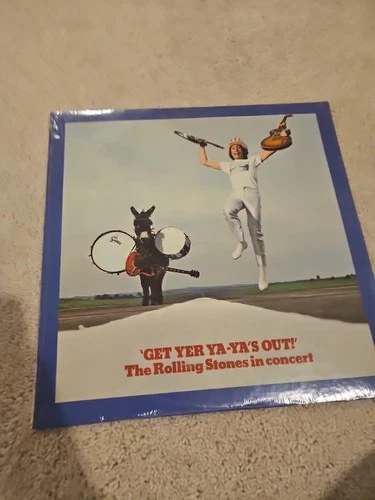 'GET YER YA-YA'S OUT!'
The Rolling Stones in concert